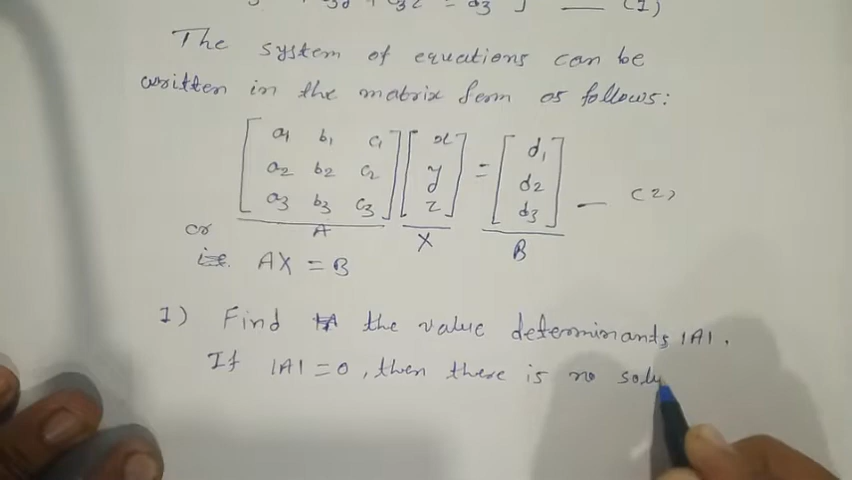 The system of equations can be
written in the matrix form as follows:
[ a1 b1 c1 ] [ x ] = [ d1 ]
[ a2 b2 c2 ] [ y ] = [ d2 ] — (2)
[ a3 b3 c3 ] [ z ] = [ d3 ]
A X B
or
i.e. AX = B
1) Find the value determinands |A|.
If |A| = 0, then there is no solu